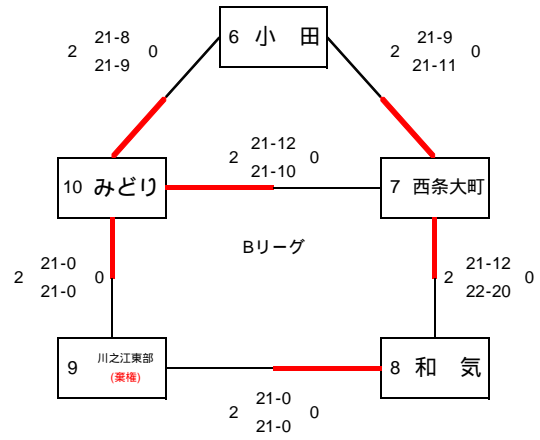 6 小 田
2 21-8 0
21-9
2 21-9 0
21-11
2 21-12 0
21-10
10 みどり
7 西条大町
Bリーグ
2 21-0 0
21-0
2 21-12 0
22-20
9 川之江東部
(棄権)
8 和 気
2 21-0 0
21-0